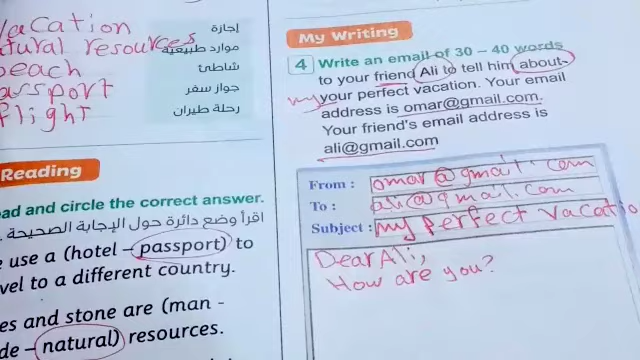 vacation
إجازة
natural resources
موارد طبيعية
beach
شاطئ
passport
جواز سفر
flight
رحلة طيران
Reading
ad and circle the correct answer.
اقرأ وضع دائرة حول الإجابة الصحيحة
e use a (hotel – passport) to
vel to a different country.
es and stone are (man -
de – natural) resources.
My Writing
4 Write an email of 30 – 40 words
to your friend Ali to tell him about
my your perfect vacation. Your email
address is omar@gmail.com.
Your friend's email address is
ali@gmail.com
From : omar@gmail.com
To : ali@gmail.com
Subject : my perfect vacatio
Dear Ali,
How are you?